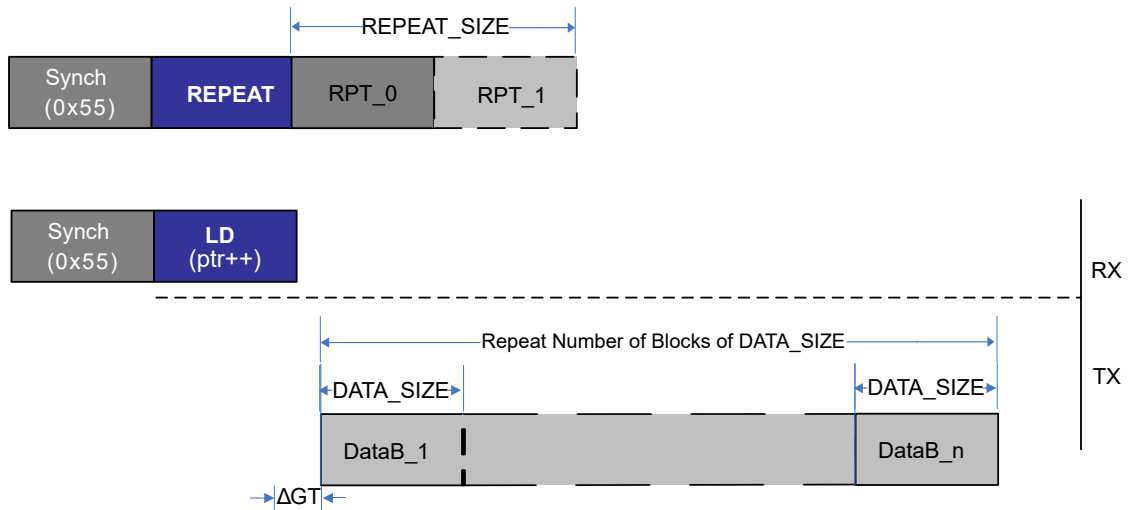 REPEAT_SIZE
Synch
(0x55)
REPEAT
RPT_0
RPT_1
Synch
(0x55)
LD
(ptr++)
RX
Repeat Number of Blocks of DATA_SIZE
TX
DATA_SIZE
DATA_SIZE
DataB_1
DataB_n
ΔGT